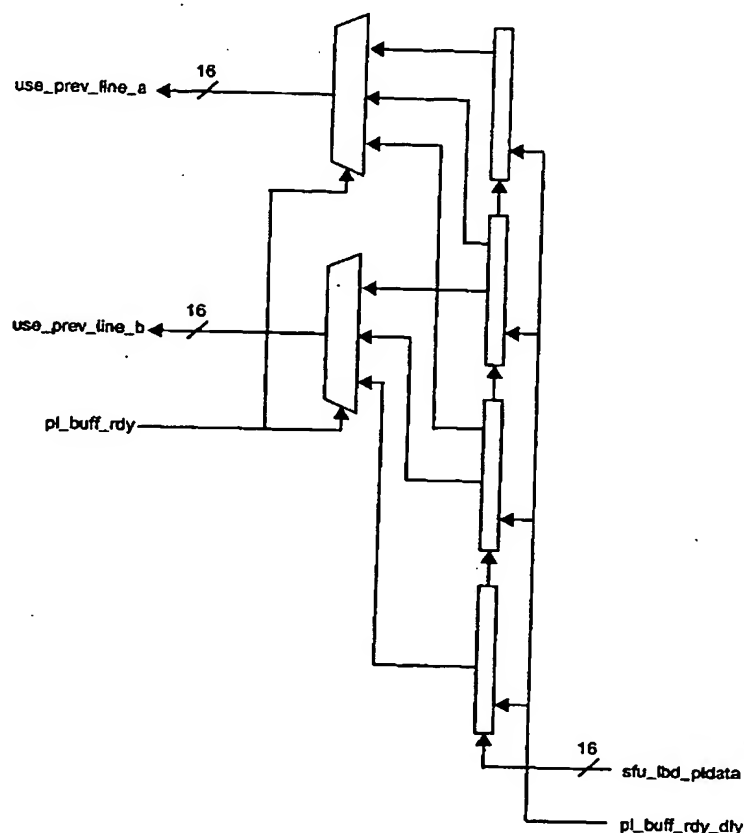 16
use_prev_line_a
16
use_prev_line_b
pl_buff_rdy
16
sfu_lbd_pldata
pl_buff_rdy_dly